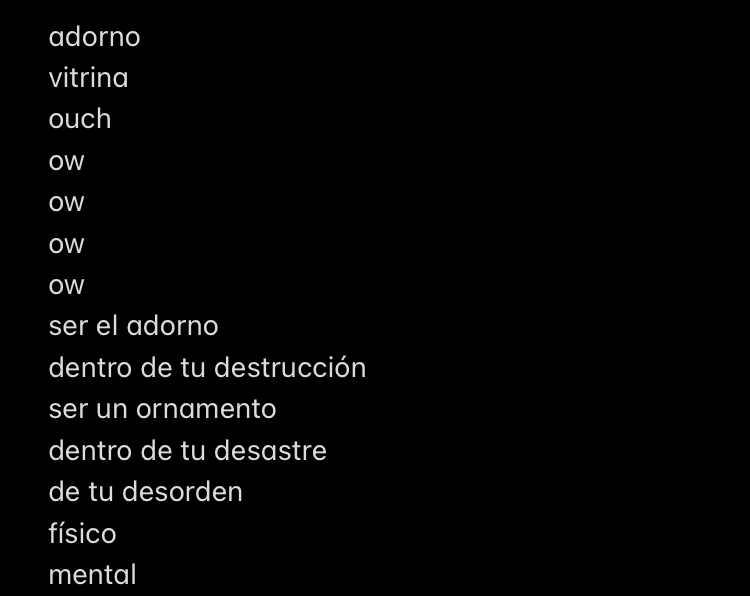 adorno
vitrina
ouch
ow
ow
ow
ow
ser el adorno
dentro de tu destrucción
ser un ornamento
dentro de tu desastre
de tu desorden
físico
mental